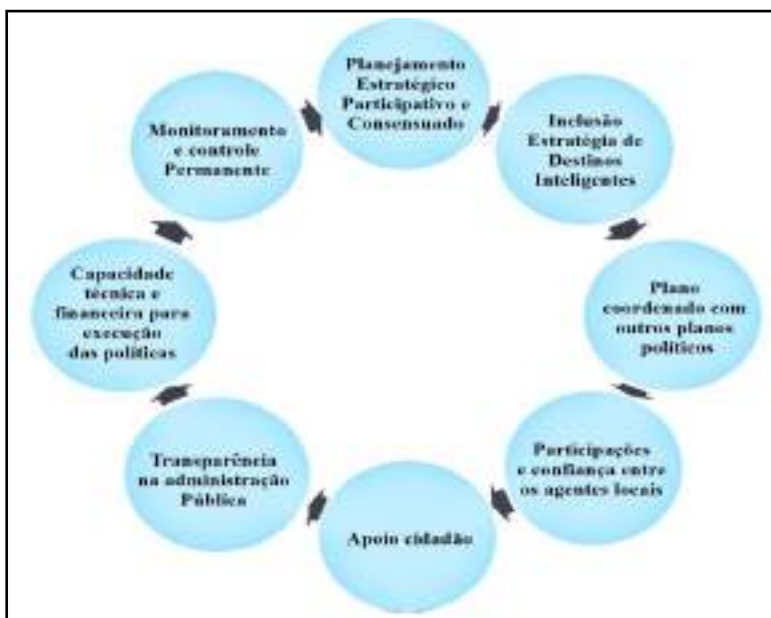 Planejamento
Estratégico
Participativo e
Consensuado
Inclusão
Estratégia de
Destinos
Inteligentes
Plano
coordenado com
outros planos
políticos
Participações
e confiança entre
os agentes locais
Apoio cidadão
Transparência
na administração
Pública
Capacidade
técnica e
financeira para
execução
das políticas
Monitoramento
e controle
Permanente